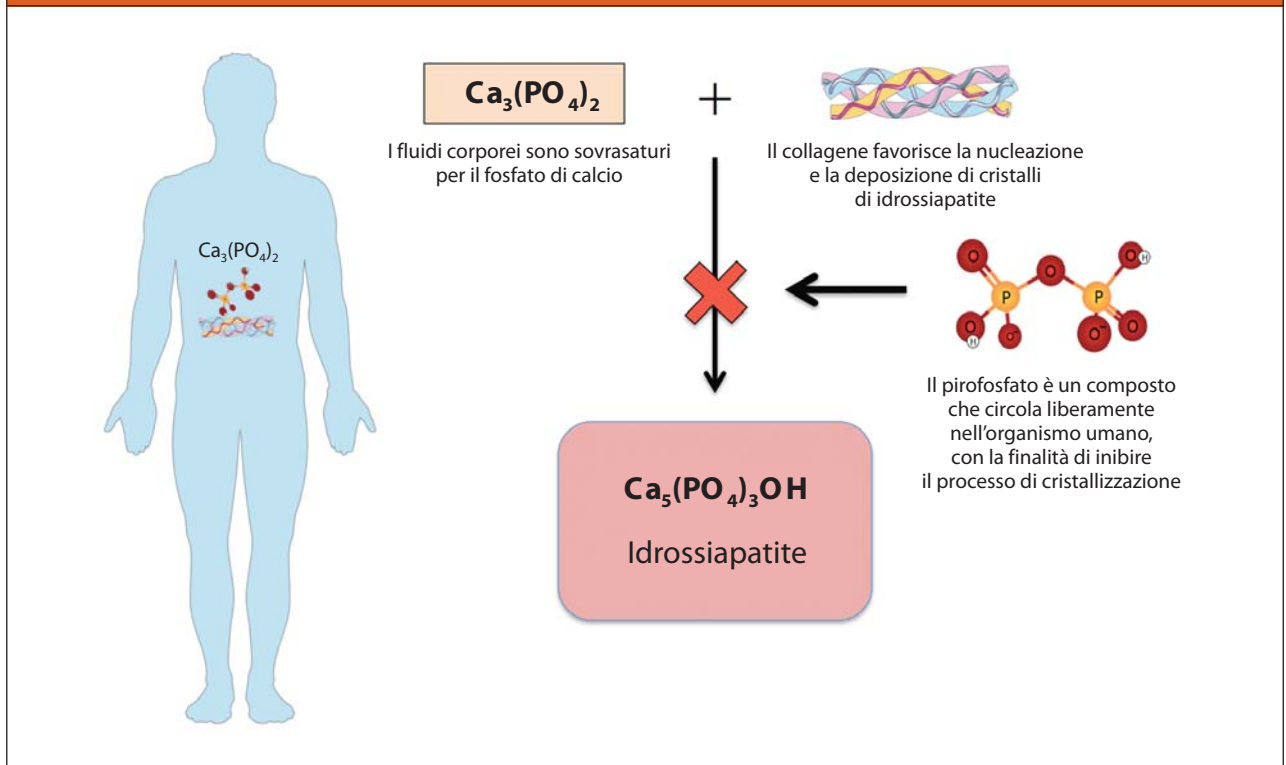 Ca₃(PO₄)₂
+
I fluidi corporei sono sovrasaturi
per il fosfato di calcio
Il collagene favorisce la nucleazione
e la deposizione di cristalli
di idrossiapatite
Ca₃(PO₄)₂
O
O
O
H
P
P
O
H
O⁻
O⁻
O
Il pirofosfato è un composto
che circola liberamente
nell'organismo umano,
con la finalità di inibire
il processo di cristallizzazione
Ca₅(PO₄)₃OH
Idrossiapatite